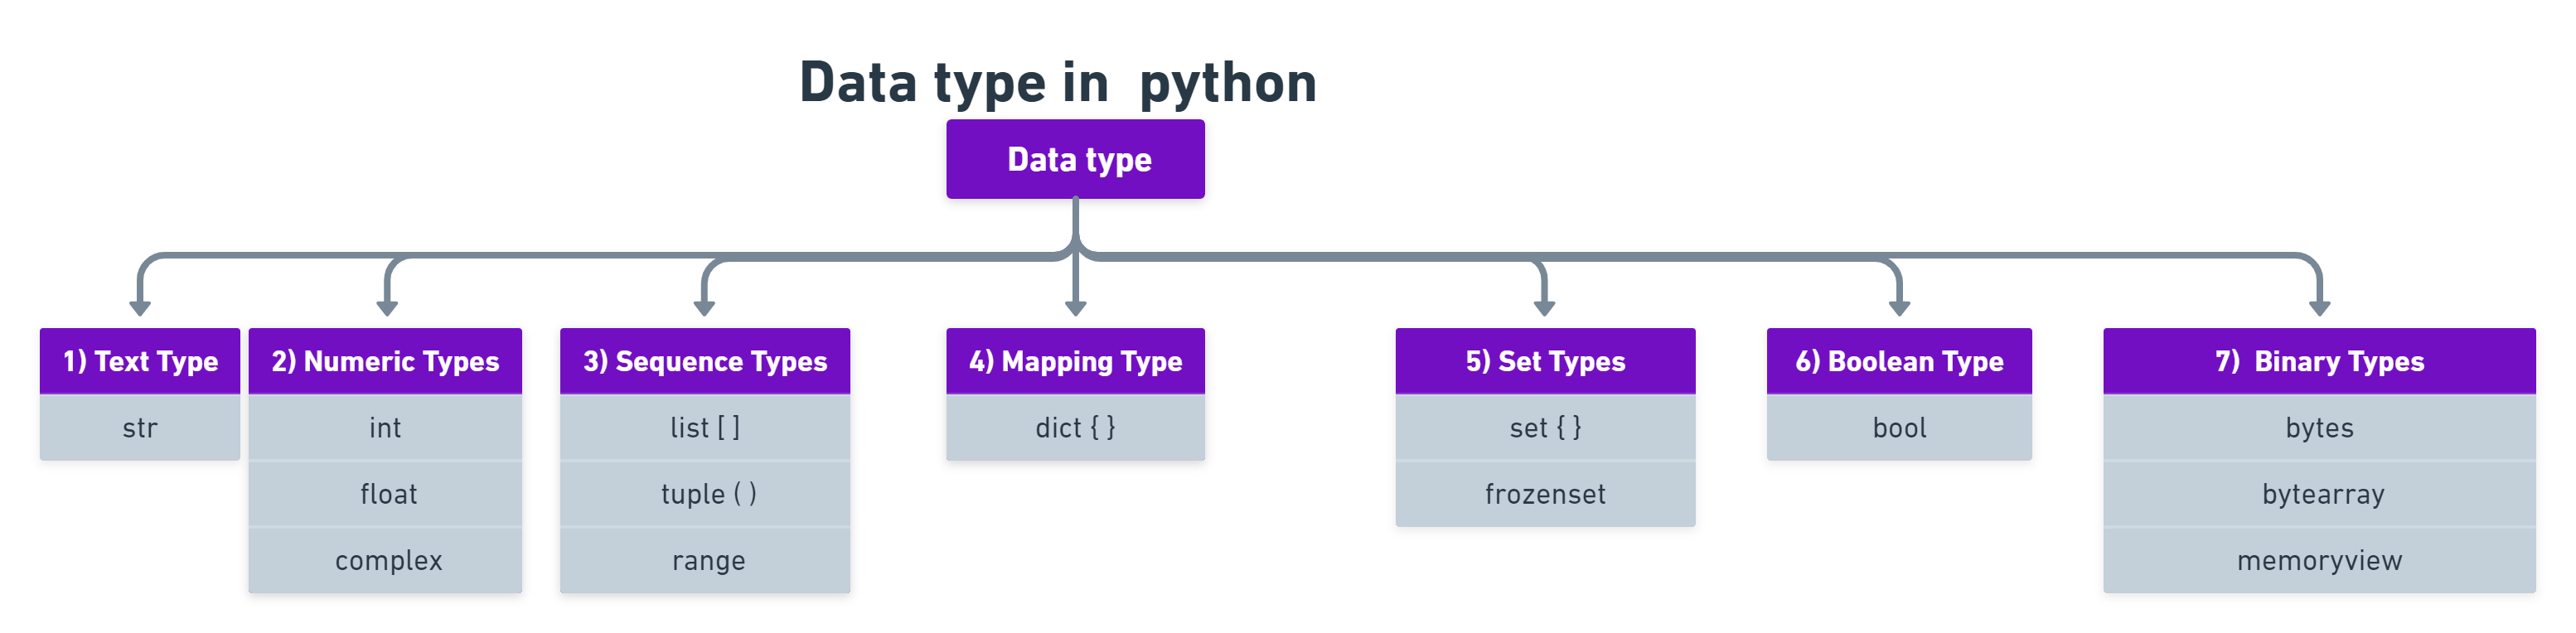 Data type in  python
Data type
1) Text Type
str
2) Numeric Types
int
float
complex
3) Sequence Types
list [ ]
tuple ( )
range
4) Mapping Type
dict { }
5) Set Types
set { }
frozenset
6) Boolean Type
bool
7)  Binary Types
bytes
bytearray
memoryview